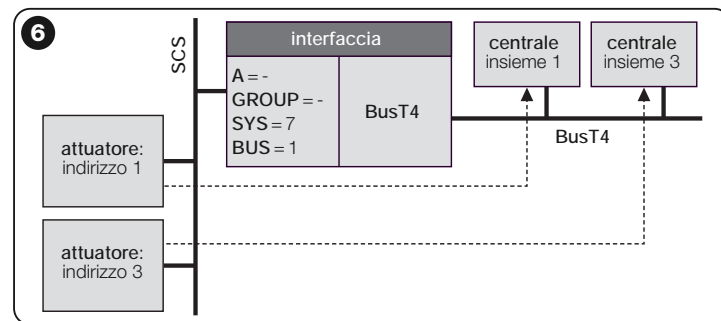 6
SCS
interfaccia
A = -
GROUP = -
SYS = 7
BUS = 1
BusT4
centrale
insieme 1
centrale
insieme 3
BusT4
attuatore:
indirizzo 1
attuatore:
indirizzo 3